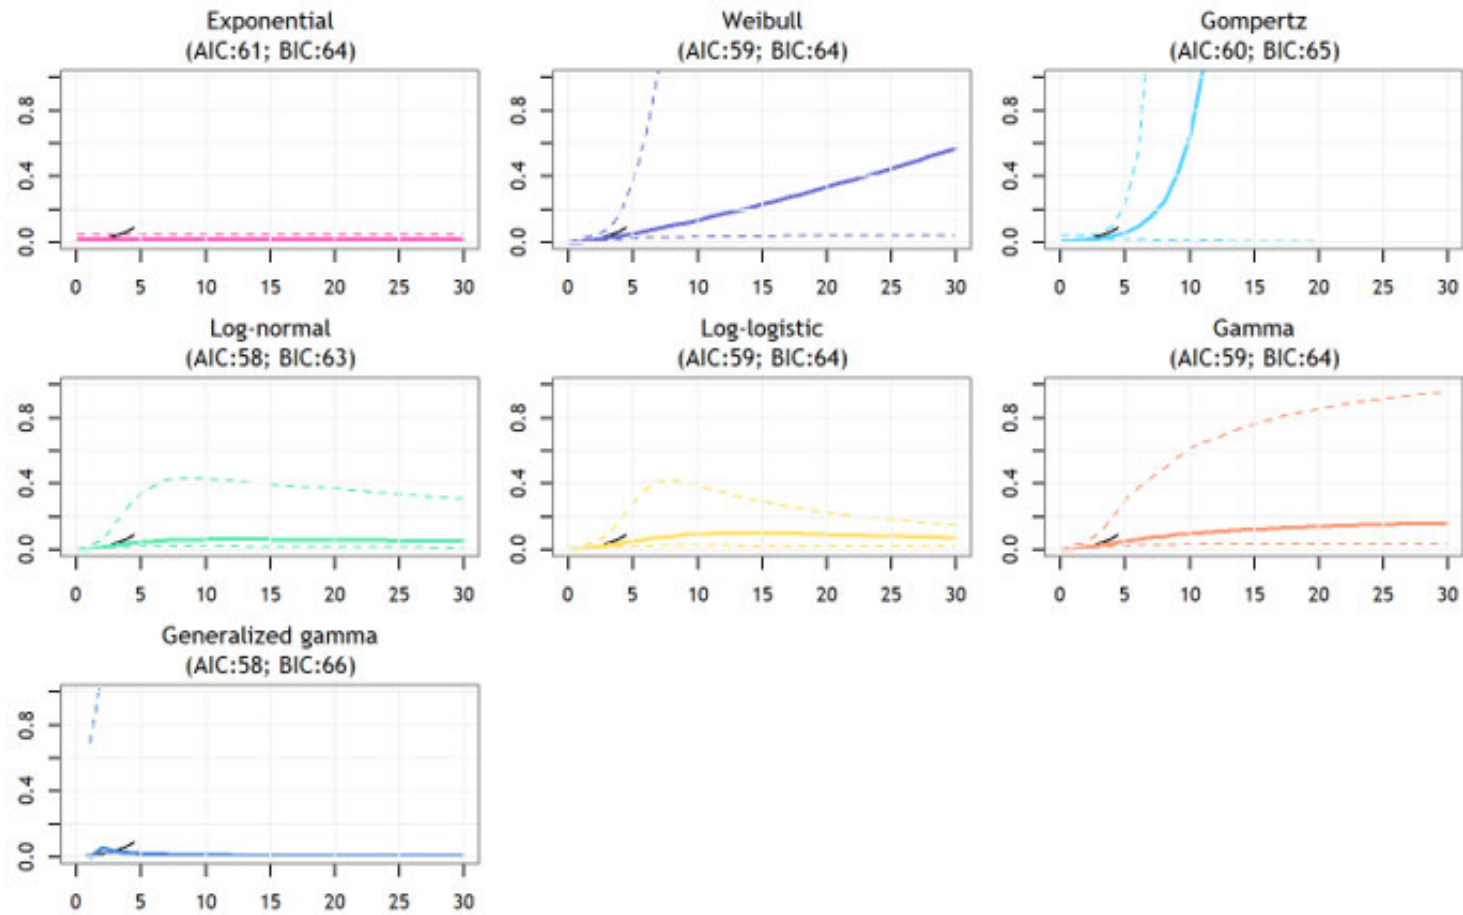 Exponential
(AIC:61; BIC:64)
Weibull
(AIC:59; BIC:64)
Gompertz
(AIC:60; BIC:65)
0.8
0.4
0.0
0 5 10 15 20 25 30
0.8
0.4
0.0
0 5 10 15 20 25 30
0.8
0.4
0.0
0 5 10 15 20 25 30
Log-normal
(AIC:58; BIC:63)
Log-logistic
(AIC:59; BIC:64)
Gamma
(AIC:59; BIC:64)
0.8
0.4
0.0
0 5 10 15 20 25 30
0.8
0.4
0.0
0 5 10 15 20 25 30
0.8
0.4
0.0
0 5 10 15 20 25 30
Generalized gamma
(AIC:58; BIC:66)
0.8
0.4
0.0
0 5 10 15 20 25 30